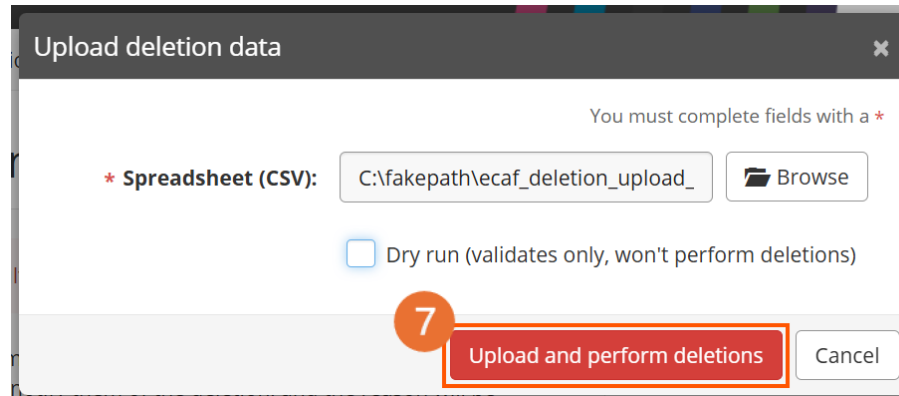 Upload deletion data
You must complete fields with a *
* Spreadsheet (CSV): C:\fakepath\ecaf_deletion_upload_ Browse
Dry run (validates only, won't perform deletions)
7
Upload and perform deletions Cancel